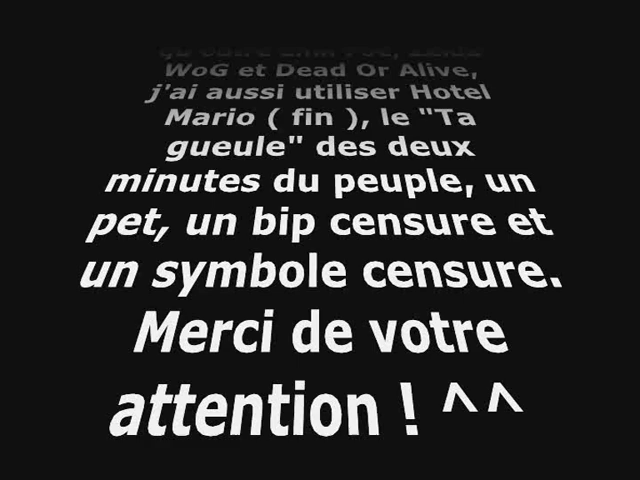 WoG et Dead Or Alive,
j'ai aussi utiliser Hotel
Mario ( fin ), le "Ta
gueule" des deux
minutes du peuple, un
pet, un bip censure et
un symbole censure.
Merci de votre
attention ! ^^